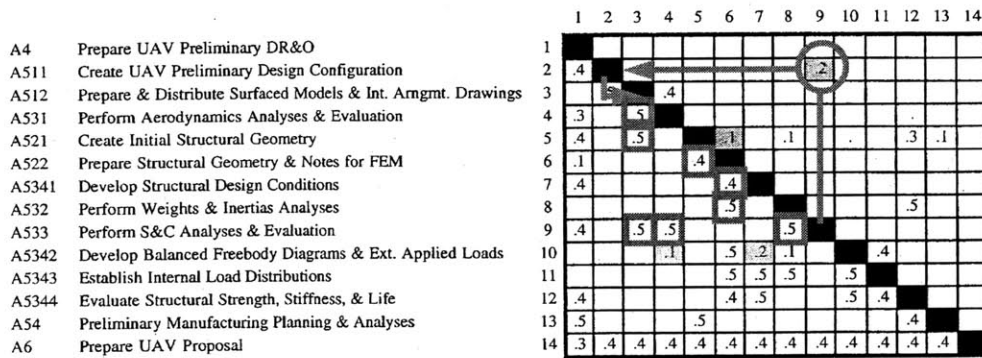 1 2 3 4 5 6 7 8 9 10 11 12 13 14
A4 Prepare UAV Preliminary DR&O 1
A511 Create UAV Preliminary Design Configuration 2 .4 .2
A512 Prepare & Distribute Surfaced Models & Int. Arngmt. Drawings 3 .5 .4
A531 Perform Aerodynamics Analyses & Evaluation 4 .3 .5
A521 Create Initial Structural Geometry 5 .4 .5 .1 .1 .3 .1
A522 Prepare Structural Geometry & Notes for FEM 6 .1 .4
A5341 Develop Structural Design Conditions 7 .4 .4
A532 Perform Weights & Inertias Analyses 8 .5 .5
A533 Perform S&C Analyses & Evaluation 9 .4 .5 .5 .5
A5342 Develop Balanced Freebody Diagrams & Ext. Applied Loads 10 .1 .5 .2 .1 .4
A5343 Establish Internal Load Distributions 11 .5 .5 .5 .5
A5344 Evaluate Structural Strength, Stiffness, & Life 12 .4 .4 .5 .5 .4
A54 Preliminary Manufacturing Planning & Analyses 13 .5 .5 .4
A6 Prepare UAV Proposal 14 .3 .4 .4 .4 .4 .4 .4 .4 .4 .4 .4 .4 .4